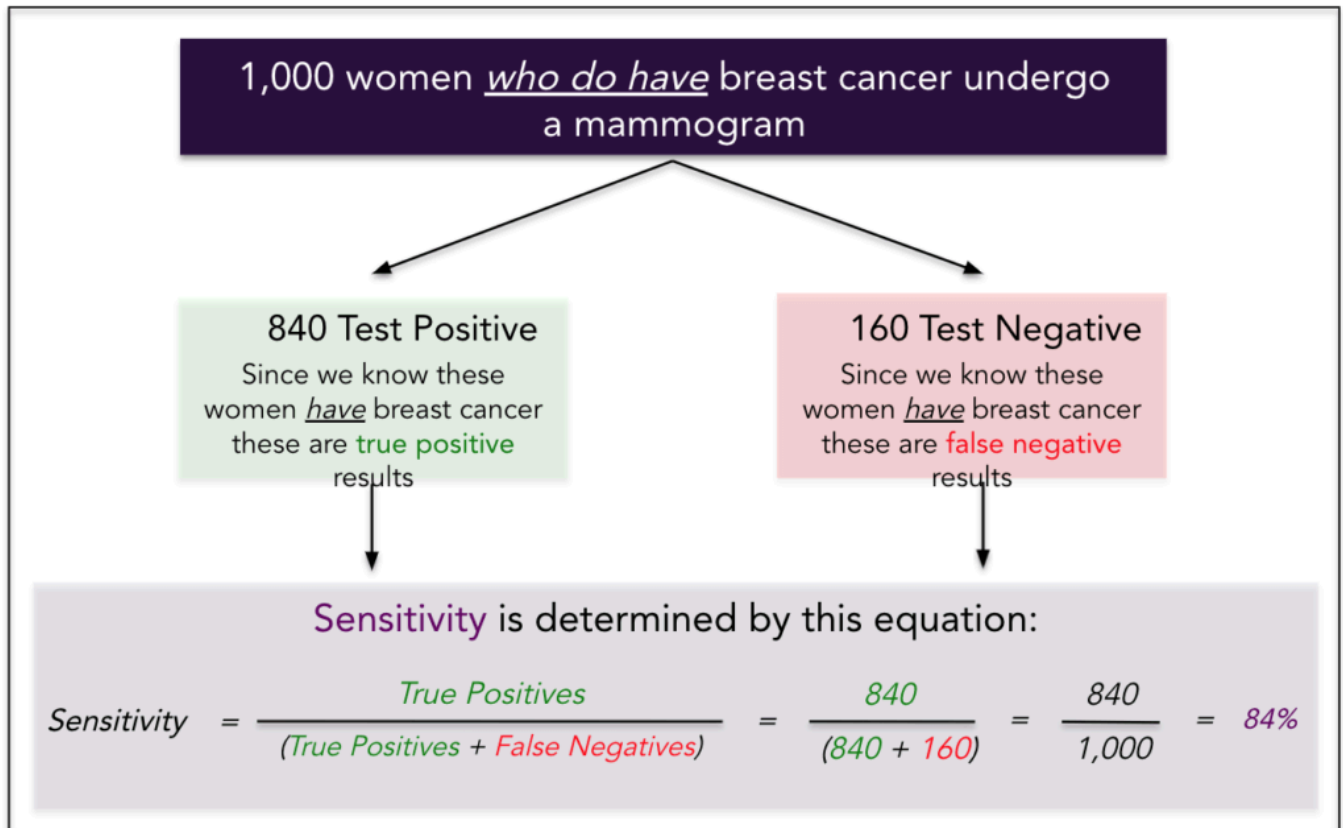 1,000 women who do have breast cancer undergo
a mammogram
840 Test Positive
Since we know these
women have breast cancer
these are true positive
results
160 Test Negative
Since we know these
women have breast cancer
these are false negative
results
Sensitivity is determined by this equation:
Sensitivity = True Positives / (True Positives + False Negatives) = 840 / (840 + 160) = 840 / 1,000 = 84%